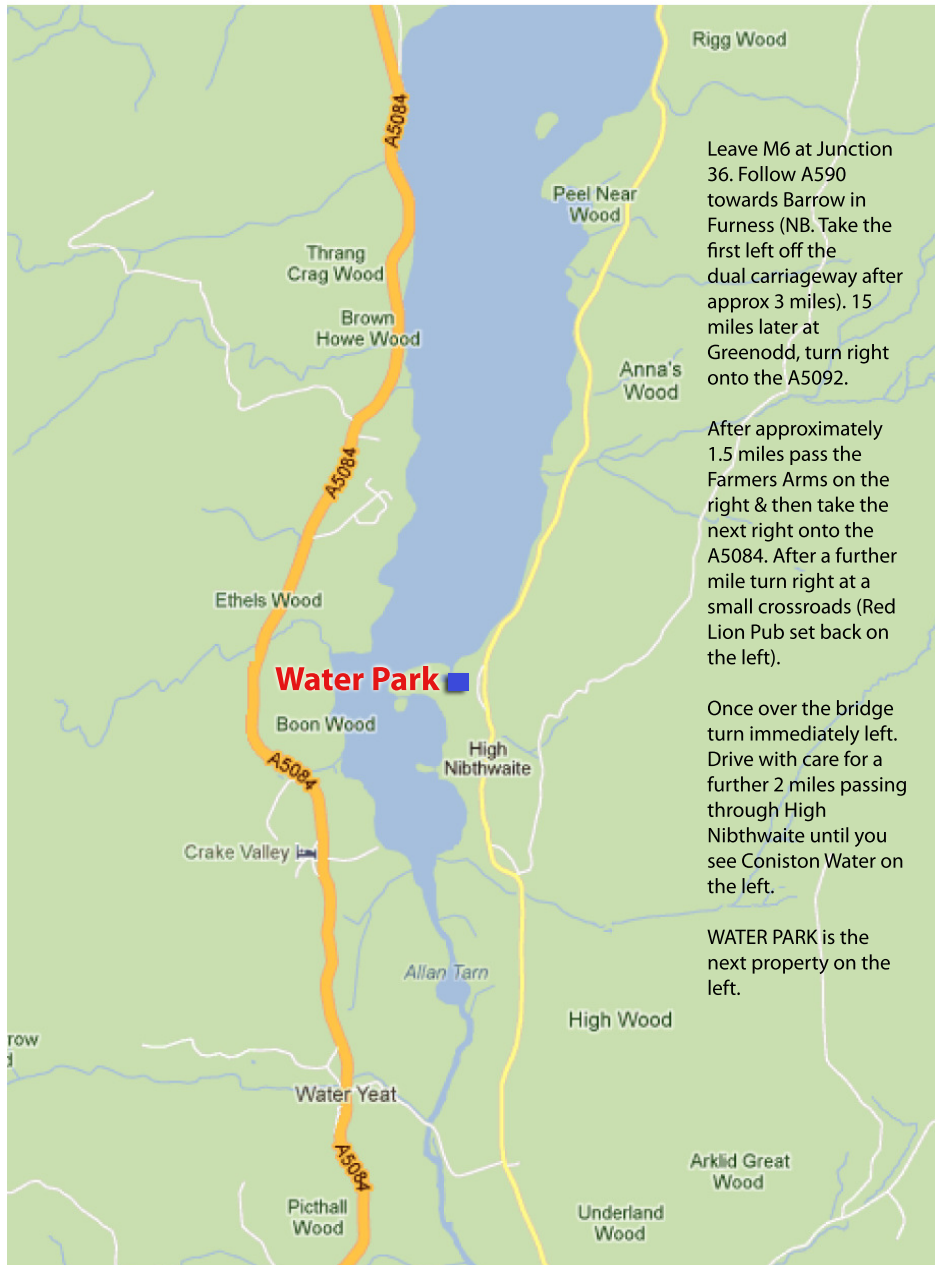 Rigg Wood
A5084
Leave M6 at Junction
36. Follow A590
towards Barrow in
Furness (NB. Take the
first left off the
dual carriageway after
approx 3 miles). 15
miles later at
Greenodd, turn right
onto the A5092.
Peel Near
Wood
Thrang
Crag Wood
Brown
Howe Wood
Anna's
Wood
After approximately
1.5 miles pass the
Farmers Arms on the
right & then take the
next right onto the
A5084. After a further
mile turn right at a
small crossroads (Red
Lion Pub set back on
the left).
A5084
Ethels Wood
Water Park
Boon Wood
Once over the bridge
turn immediately left.
Drive with care for a
further 2 miles passing
through High
Nibthwaite until you
see Coniston Water on
the left.
High
Nibthwaite
A5084
Crake Valley
WATER PARK is the
next property on the
left.
Allan Tarn
High Wood
row
Water Yeat
A5084
Arklid Great
Wood
Picthall
Wood
Underland
Wood